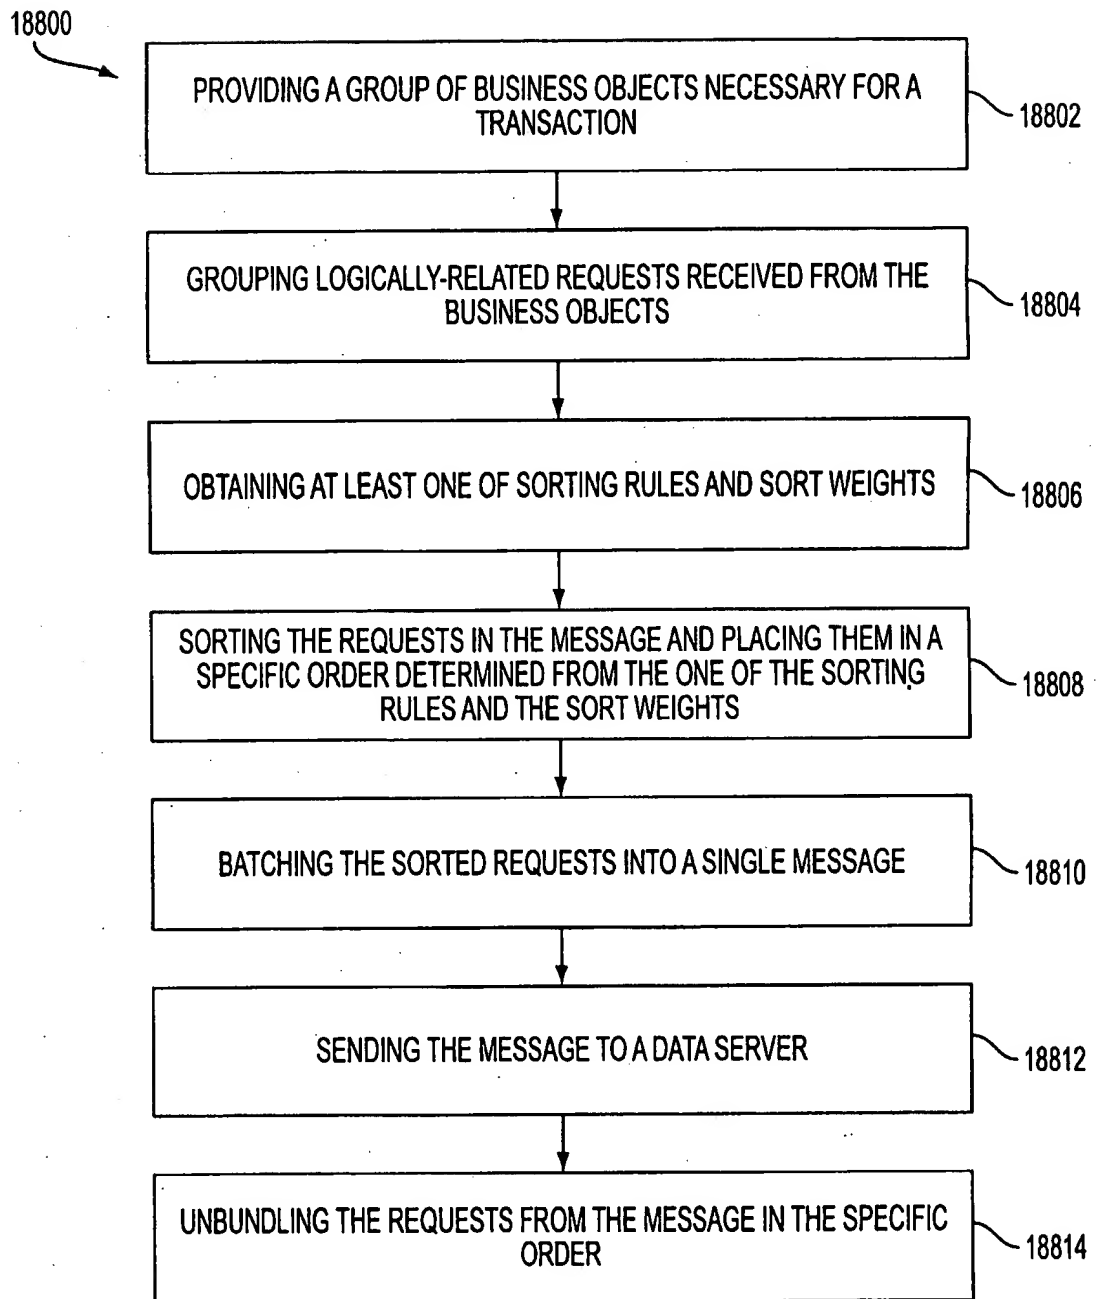 18800
PROVIDING A GROUP OF BUSINESS OBJECTS NECESSARY FOR A
TRANSACTION
18802
GROUPING LOGICALLY-RELATED REQUESTS RECEIVED FROM THE
BUSINESS OBJECTS
18804
OBTAINING AT LEAST ONE OF SORTING RULES AND SORT WEIGHTS
18806
SORTING THE REQUESTS IN THE MESSAGE AND PLACING THEM IN A
SPECIFIC ORDER DETERMINED FROM THE ONE OF THE SORTING
RULES AND THE SORT WEIGHTS
18808
BATCHING THE SORTED REQUESTS INTO A SINGLE MESSAGE
18810
SENDING THE MESSAGE TO A DATA SERVER
18812
UNBUNDLING THE REQUESTS FROM THE MESSAGE IN THE SPECIFIC
ORDER
18814